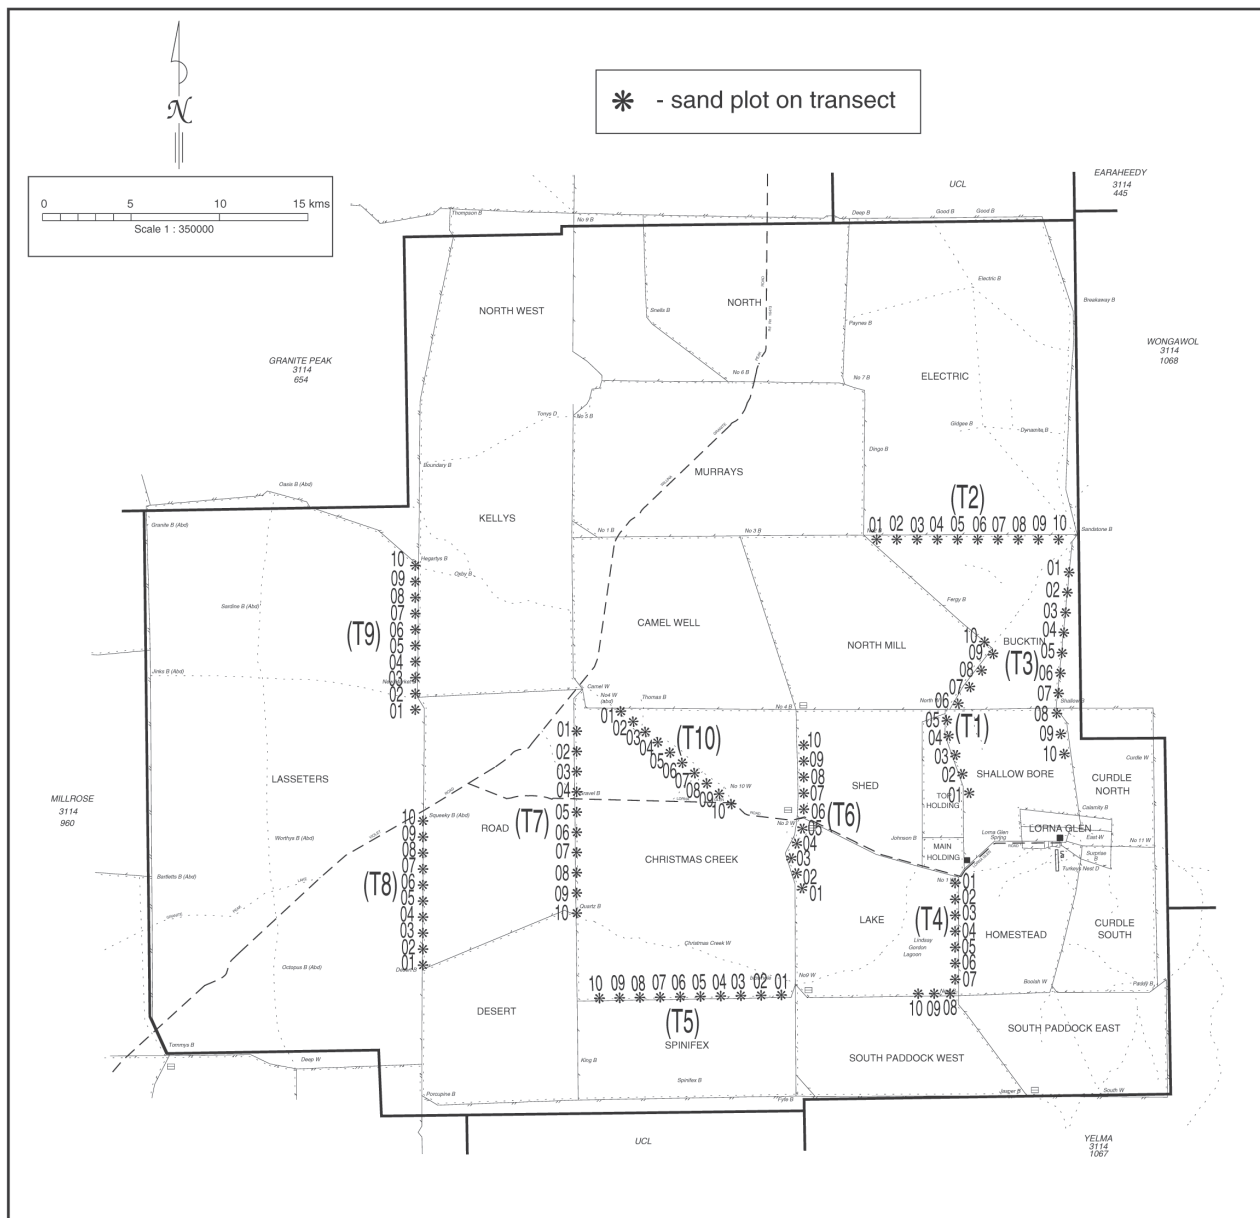 N
- sand plot on transect
0 5 10 15 kms
Scale 1 : 350000
EARAHEEDY
3114
445
UCL
Thompson B
No 9 B
Deep B
Good B
Good B
Electric B
Breakaway B
NORTH WEST
NORTH
Snells B
Paynes B
WONGAWOL
3114
1068
GRANITE PEAK
3114
654
No 6 B
No 7 B
ELECTRIC
Tonys D
No 5 B
Gidgee B
Dynamite B
Dingo B
Boundary B
MURRAYS
Oasis B (Abd)
Granite B (Abd)
KELLYS
(T2)
No 1 B
No 3 B
01 02 03 04 05 06 07 08 09 10
Sandstone B
Hegartys B
10
09
08
07
06
05
04
03
02
01
(T9)
Sardine B (Abd)
Jinks B (Abd)
CAMEL WELL
NORTH MILL
Fergy B
BUCKTIN
(T3)
01
02
03
04
05
06
07
08
09
10
Shallow B
10
09
08
07
06
05
04
03
02
01
(T1)
Camel W
No4 W
(abd)
Thomas B
No 4 B
01
02
03
04
05
06
07
08
09
10
(T10)
No 10 W
LASSETERS
MILLROSE
3114
960
01
02
03
04
05
06
07
08
09
10
(T7)
Gravel B
Quartz B
10
09
08
07
06
05
04
03
02
01
(T6)
No 2 W
SHED
SHALLOW BORE
Curdle W
CURDLE
NORTH
TOP
HOLDING
Calamity B
LORNA GLEN
Lorna Glen
Spring
East W
No 11 W
Surprise
B
Turkeys Nest D
Johnson B
MAIN
HOLDING
Squeaky B (Abd)
ROAD
10
09
08
07
06
05
04
03
02
01
(T8)
Worthys B (Abd)
Bartletts B (Abd)
Octopus B (Abd)
CHRISTMAS CREEK
Christmas Creek W
LAKE
Lindsay
Gordon
Lagoon
(T4)
01
02
03
04
05
06
07
10 09 08
HOMESTEAD
CURDLE
SOUTH
No9 W
Bootah W
Paddy B
10 09 08 07 06 05 04 03 02 01
(T5)
SPINIFEX
DESERT
King B
Spinifex B
SOUTH PADDOCK WEST
SOUTH PADDOCK EAST
Tommys B
Deep W
Porcupine B
Fyfe B
Jasper B
South W
UCL
YELMA
3114
1067